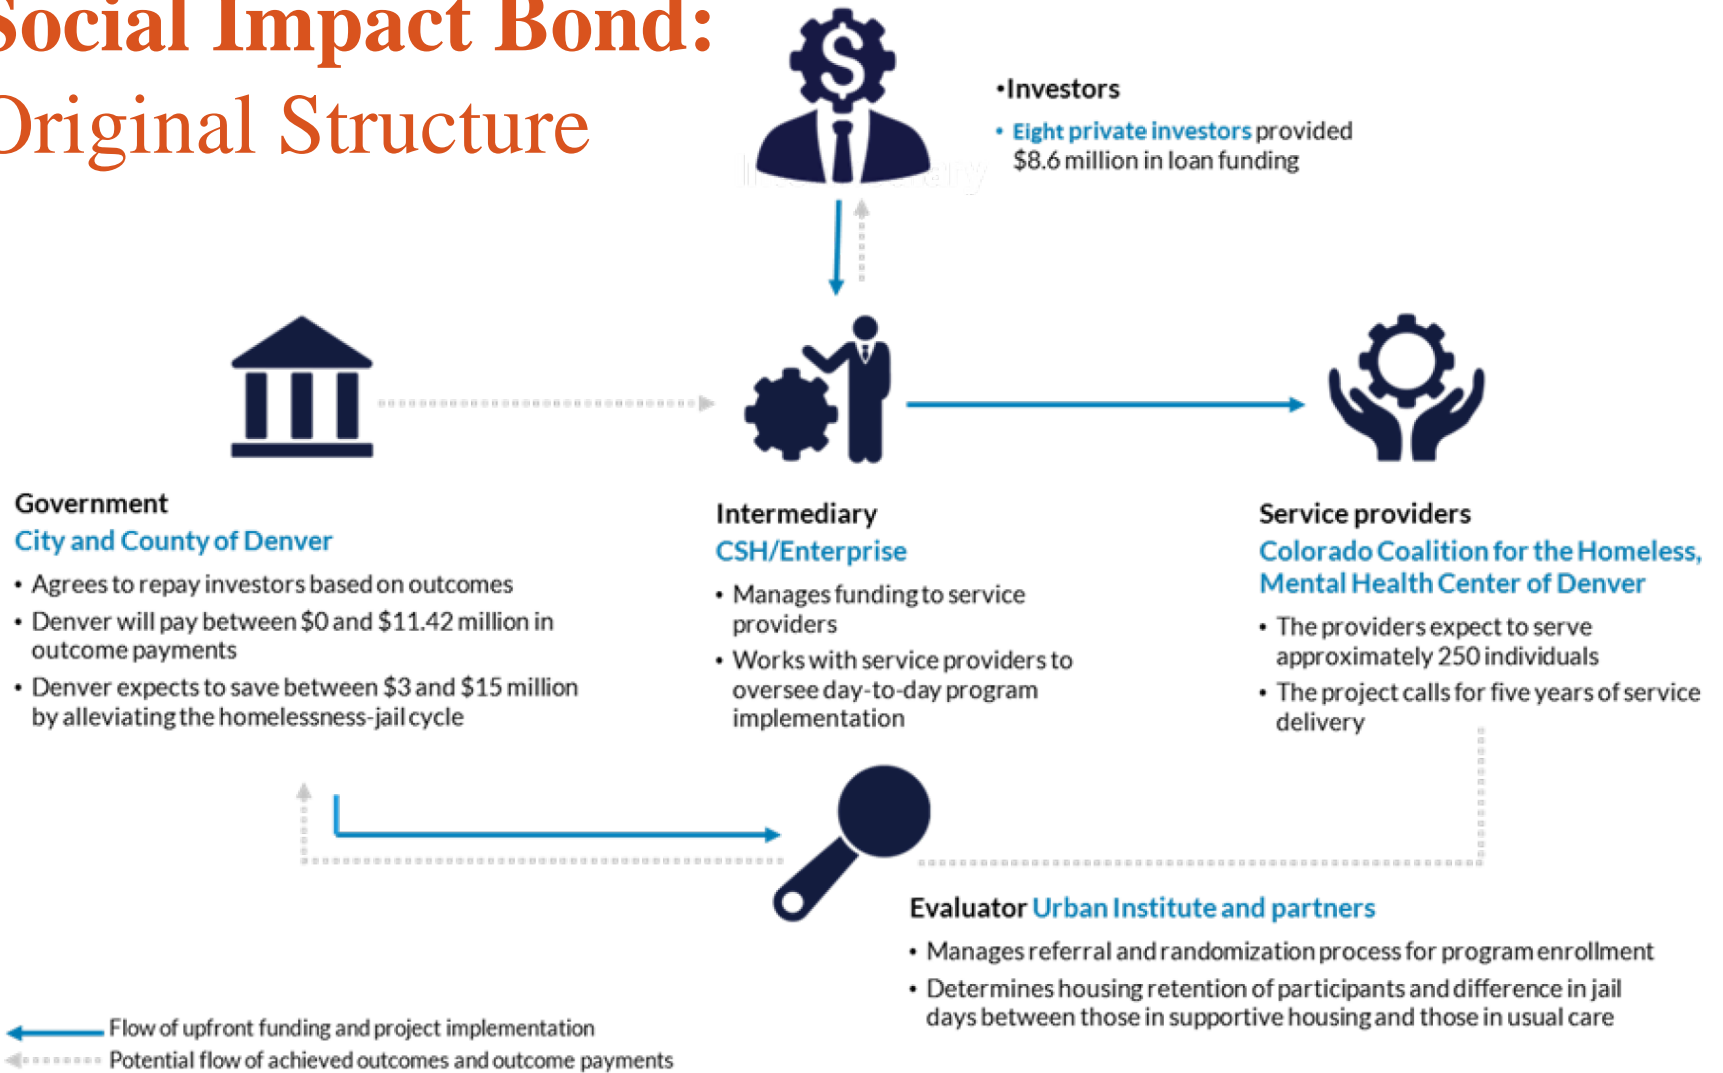 Social Impact Bond:
Original Structure
$
•Investors
• Eight private investors provided
$8.6 million in loan funding
Government
City and County of Denver
• Agrees to repay investors based on outcomes
• Denver will pay between $0 and $11.42 million in
outcome payments
• Denver expects to save between $3 and $15 million
by alleviating the homelessness-jail cycle
Intermediary
CSH/Enterprise
• Manages funding to service
providers
• Works with service providers to
oversee day-to-day program
implementation
Service providers
Colorado Coalition for the Homeless,
Mental Health Center of Denver
• The providers expect to serve
approximately 250 individuals
• The project calls for five years of service
delivery
Evaluator Urban Institute and partners
• Manages referral and randomization process for program enrollment
• Determines housing retention of participants and difference in jail
days between those in supportive housing and those in usual care
Flow of upfront funding and project implementation
Potential flow of achieved outcomes and outcome payments